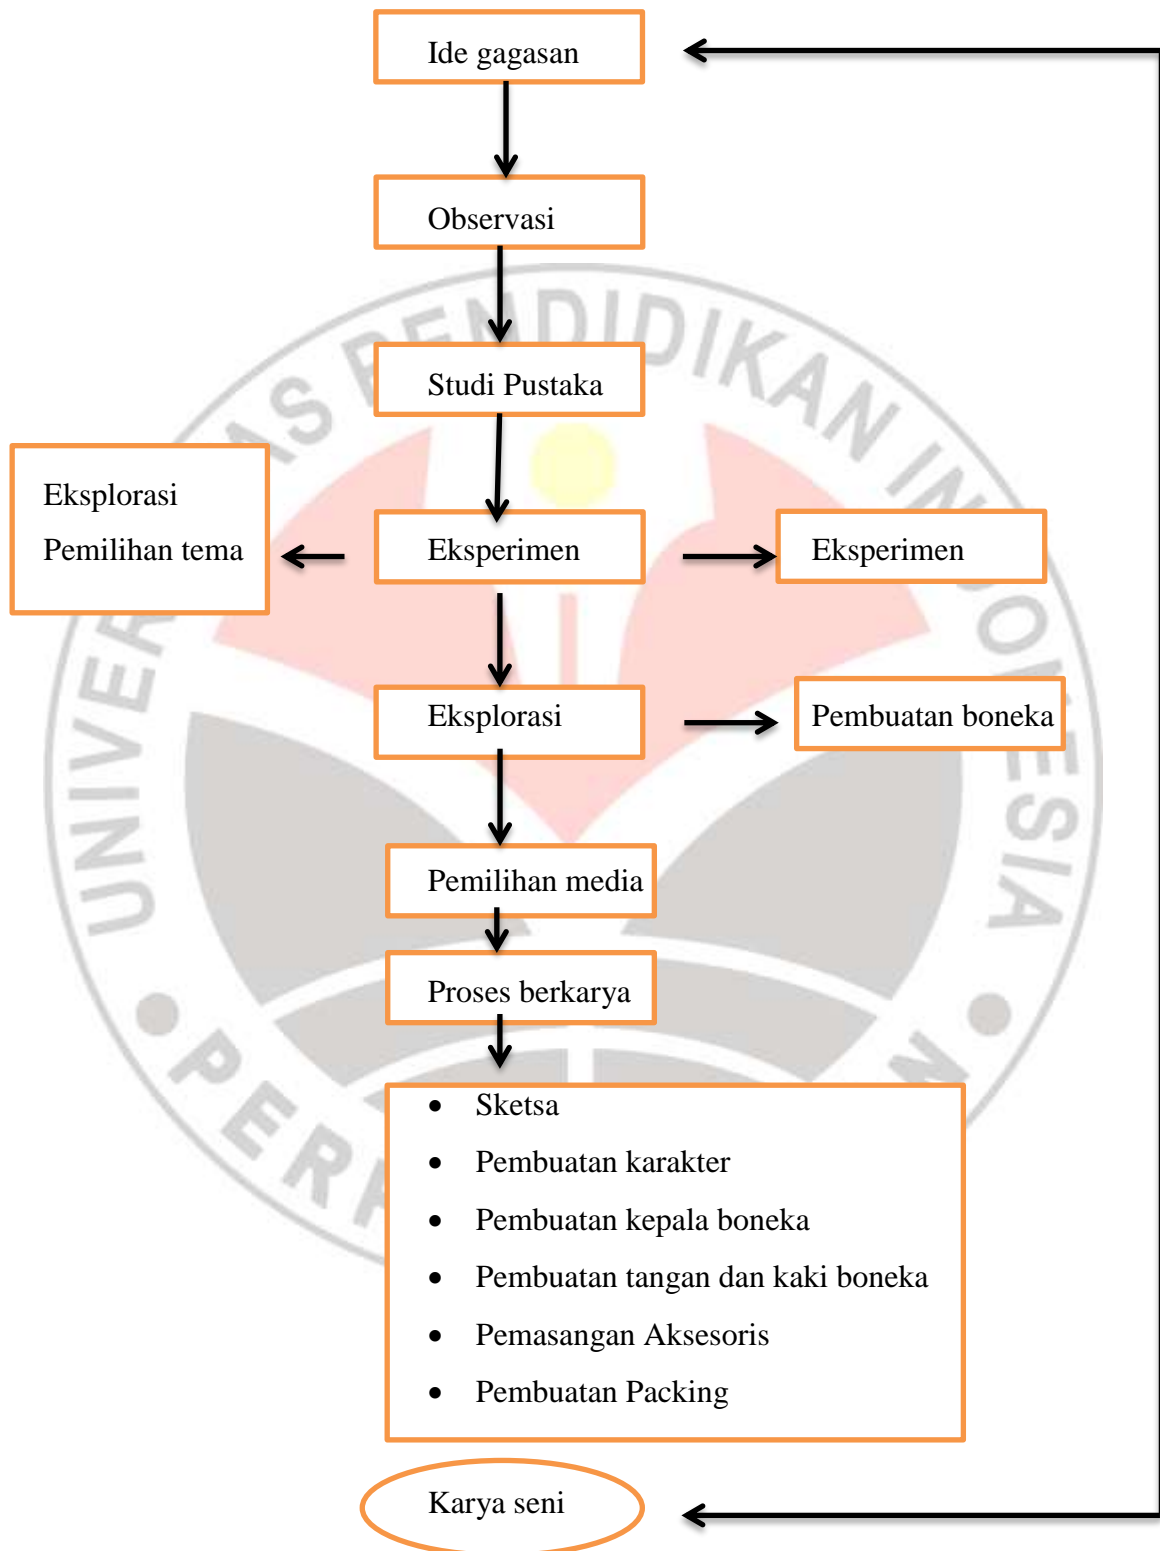 Ide gagasan
Observasi
Studi Pustaka
Eksplorasi
Pemilihan tema
Eksperimen
Eksperimen
Eksplorasi
Pembuatan boneka
Pemilihan media
Proses berkarya
• Sketsa
• Pembuatan karakter
• Pembuatan kepala boneka
• Pembuatan tangan dan kaki boneka
• Pemasangan Aksesoris
• Pembuatan Packing
Karya seni
PENDIDIKAN